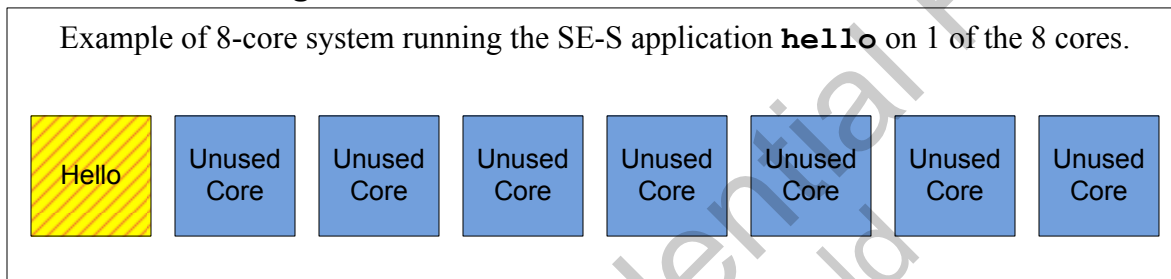 Example of 8-core system running the SE-S application hello on 1 of the 8 cores.
Hello
Unused
Core
Unused
Core
Unused
Core
Unused
Core
Unused
Core
Unused
Core
Unused
Core